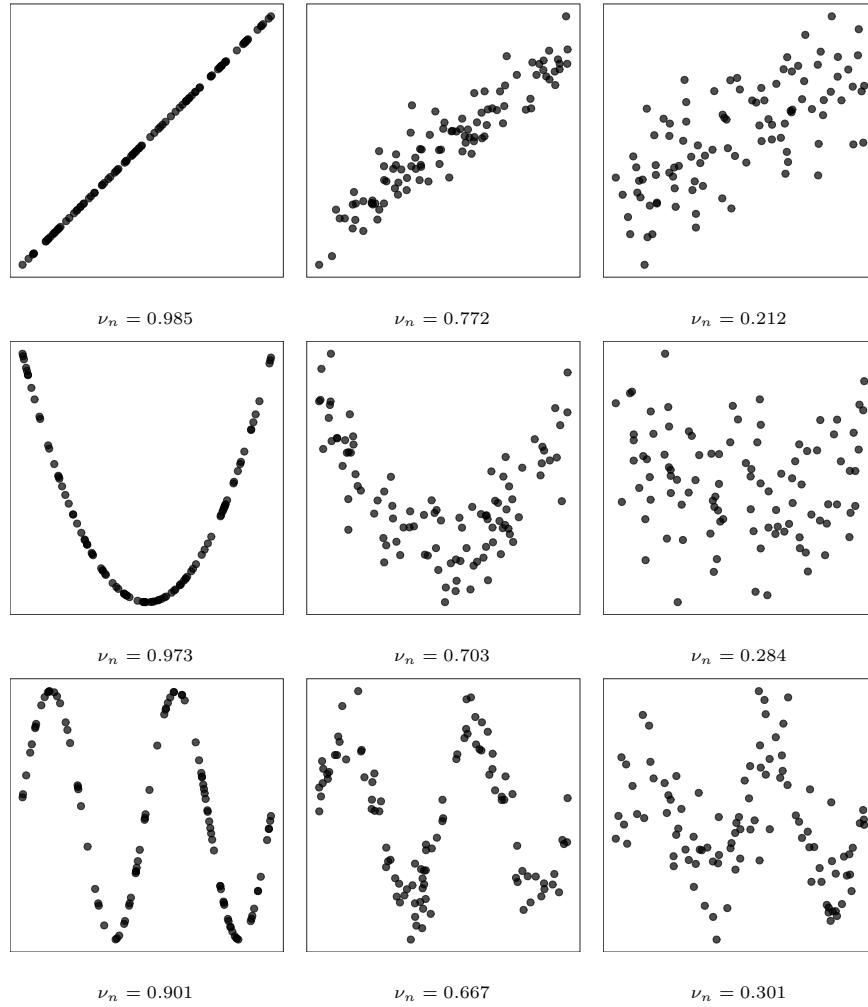 ν_n = 0.985
ν_n = 0.772
ν_n = 0.212
ν_n = 0.973
ν_n = 0.703
ν_n = 0.284
ν_n = 0.901
ν_n = 0.667
ν_n = 0.301